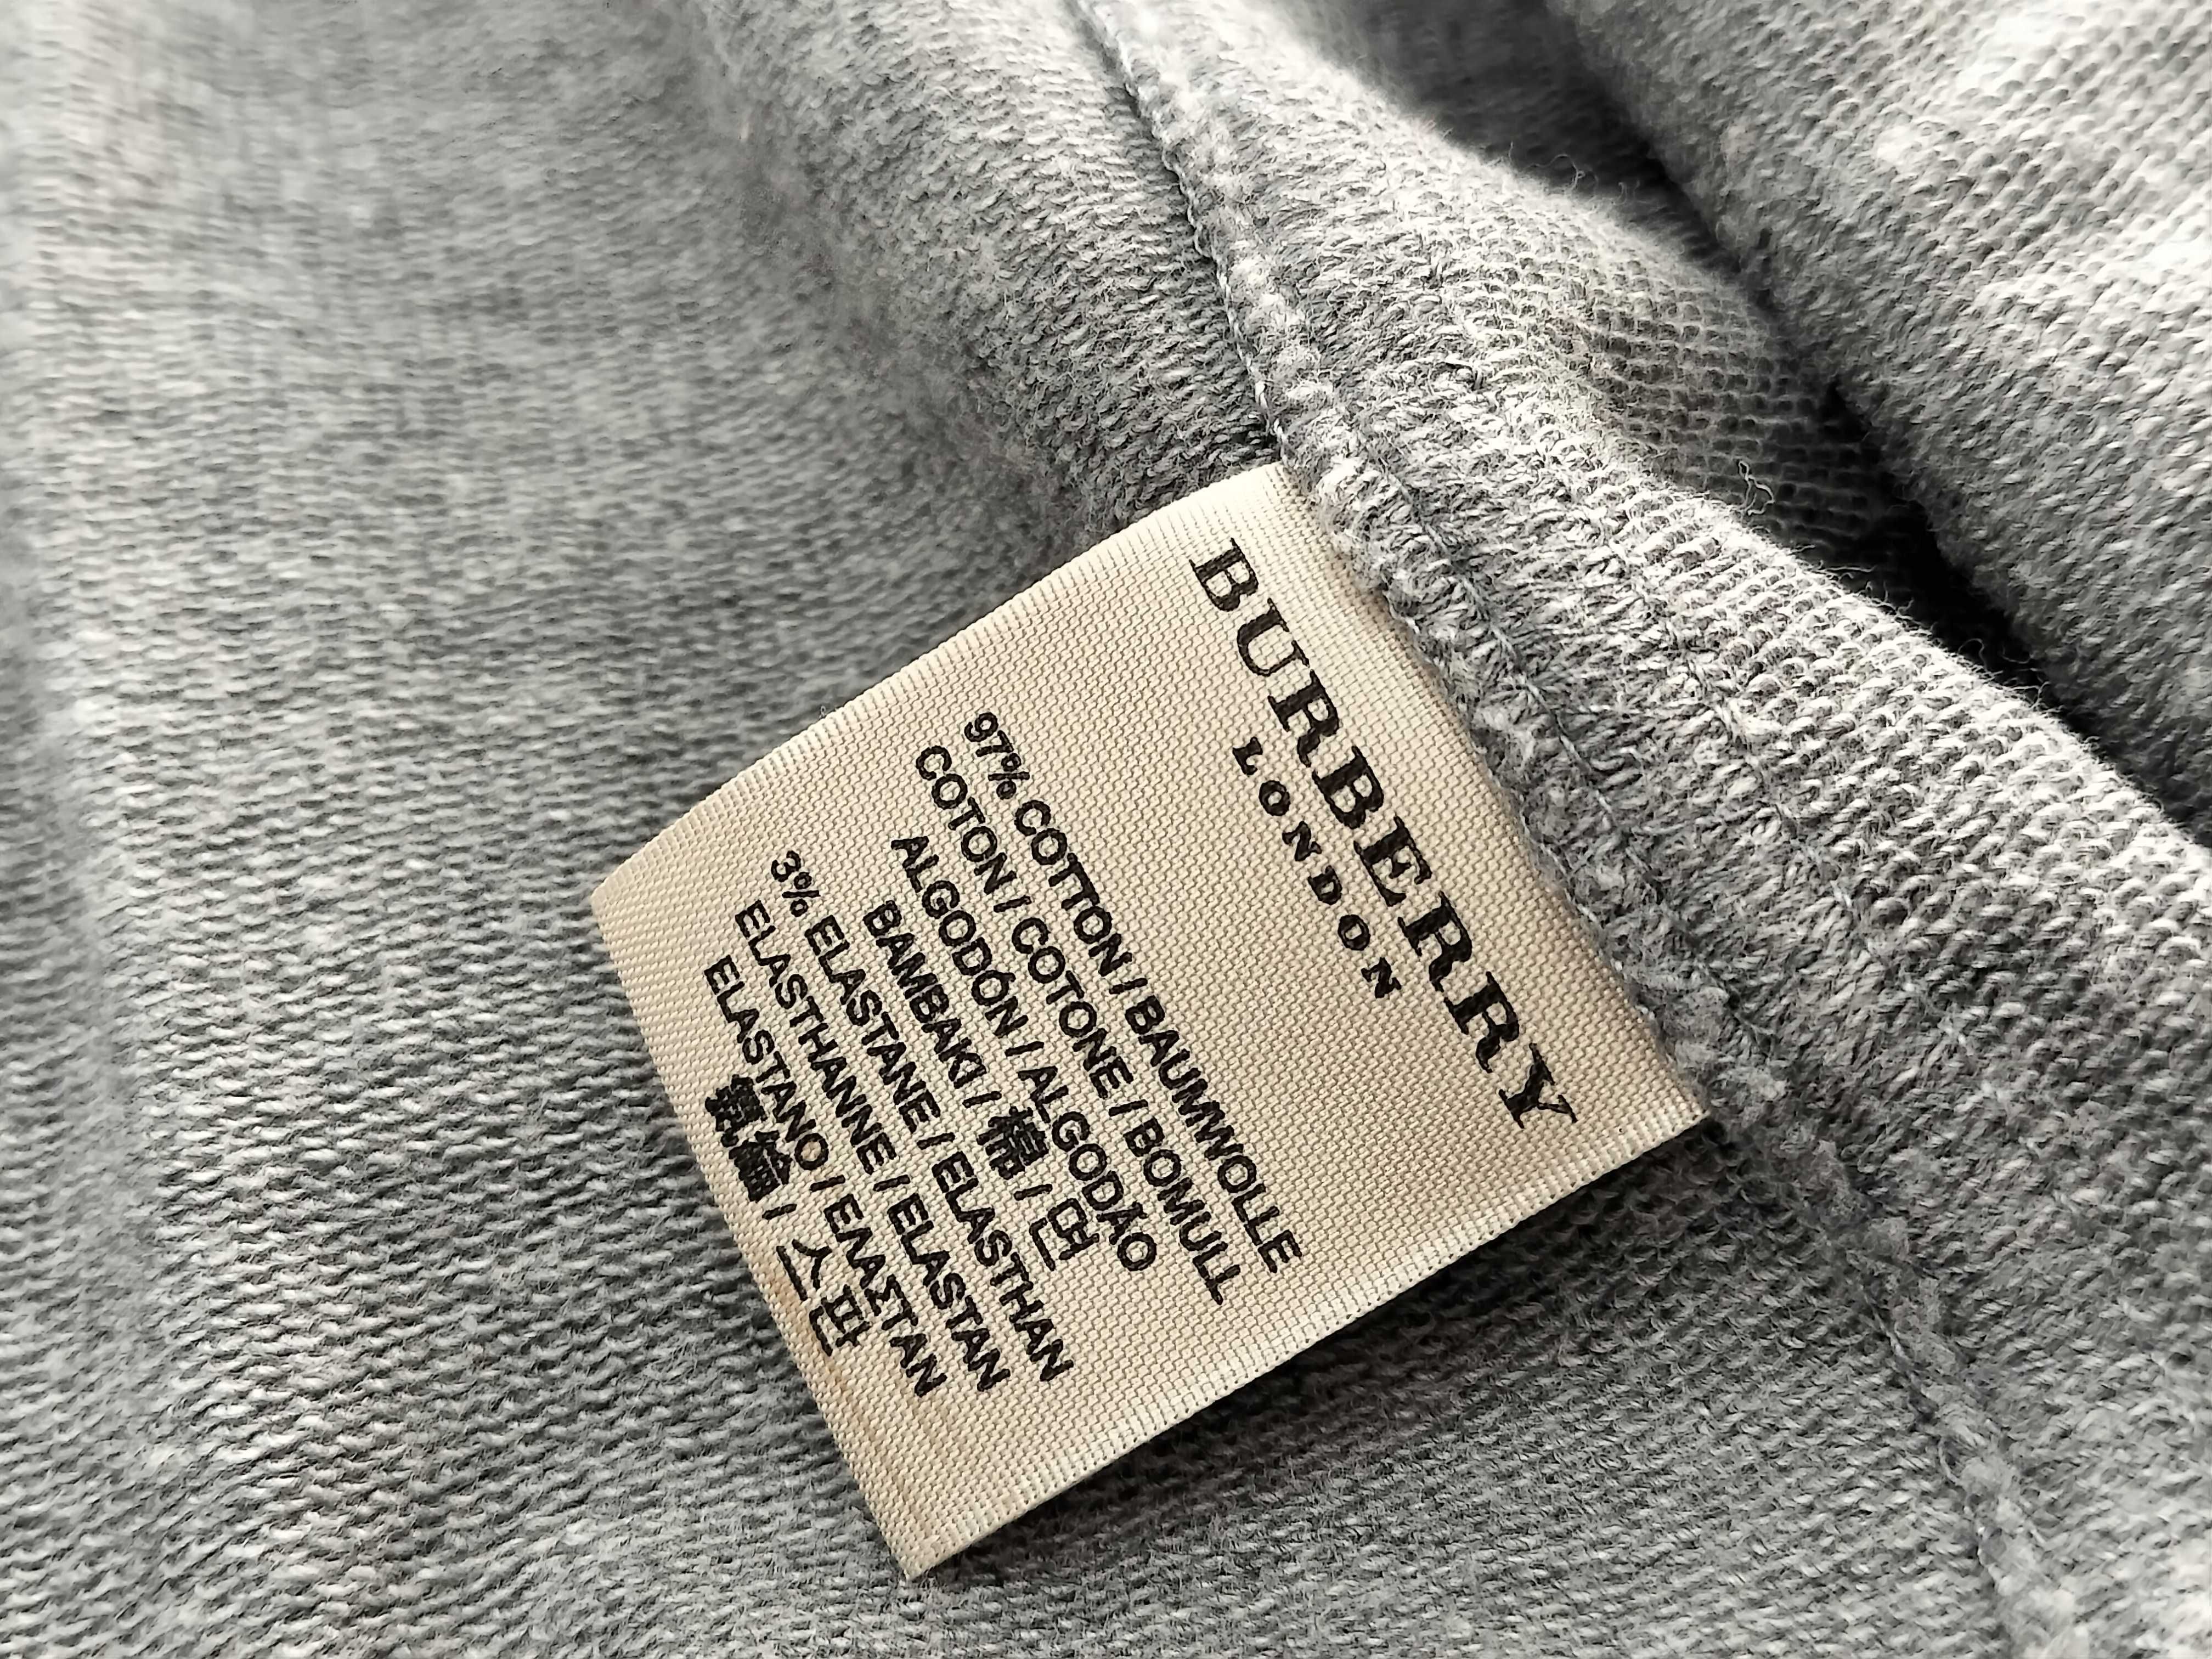 BURBERRY
LONDON
97% COTTON / BAUMWOLLE
COTON / COTONE / BOMULL
ALGODÓN / ALGODÃO
BAMBAKI / 棉 / 면
3% ELASTANE / ELASTHAN
ELASTHANNE / ELASTAN
ELASTANO / ΕΛΑΣΤΑΝ
氨綸 / 스판